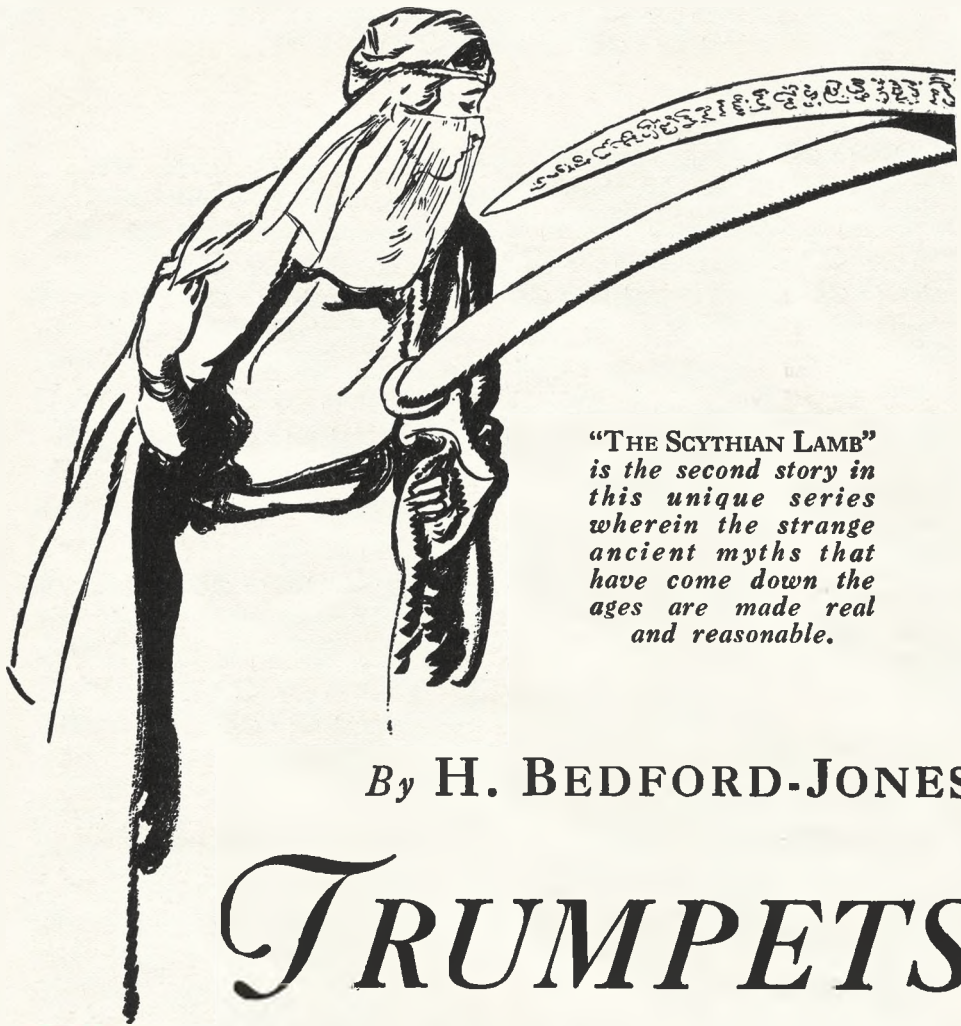 “THE SCYTHIAN LAMB”
is the second story in
this unique series
wherein the strange
ancient myths that
have come down the
ages are made real
and reasonable.
By H. BEDFORD-JONES
TRUMPETS